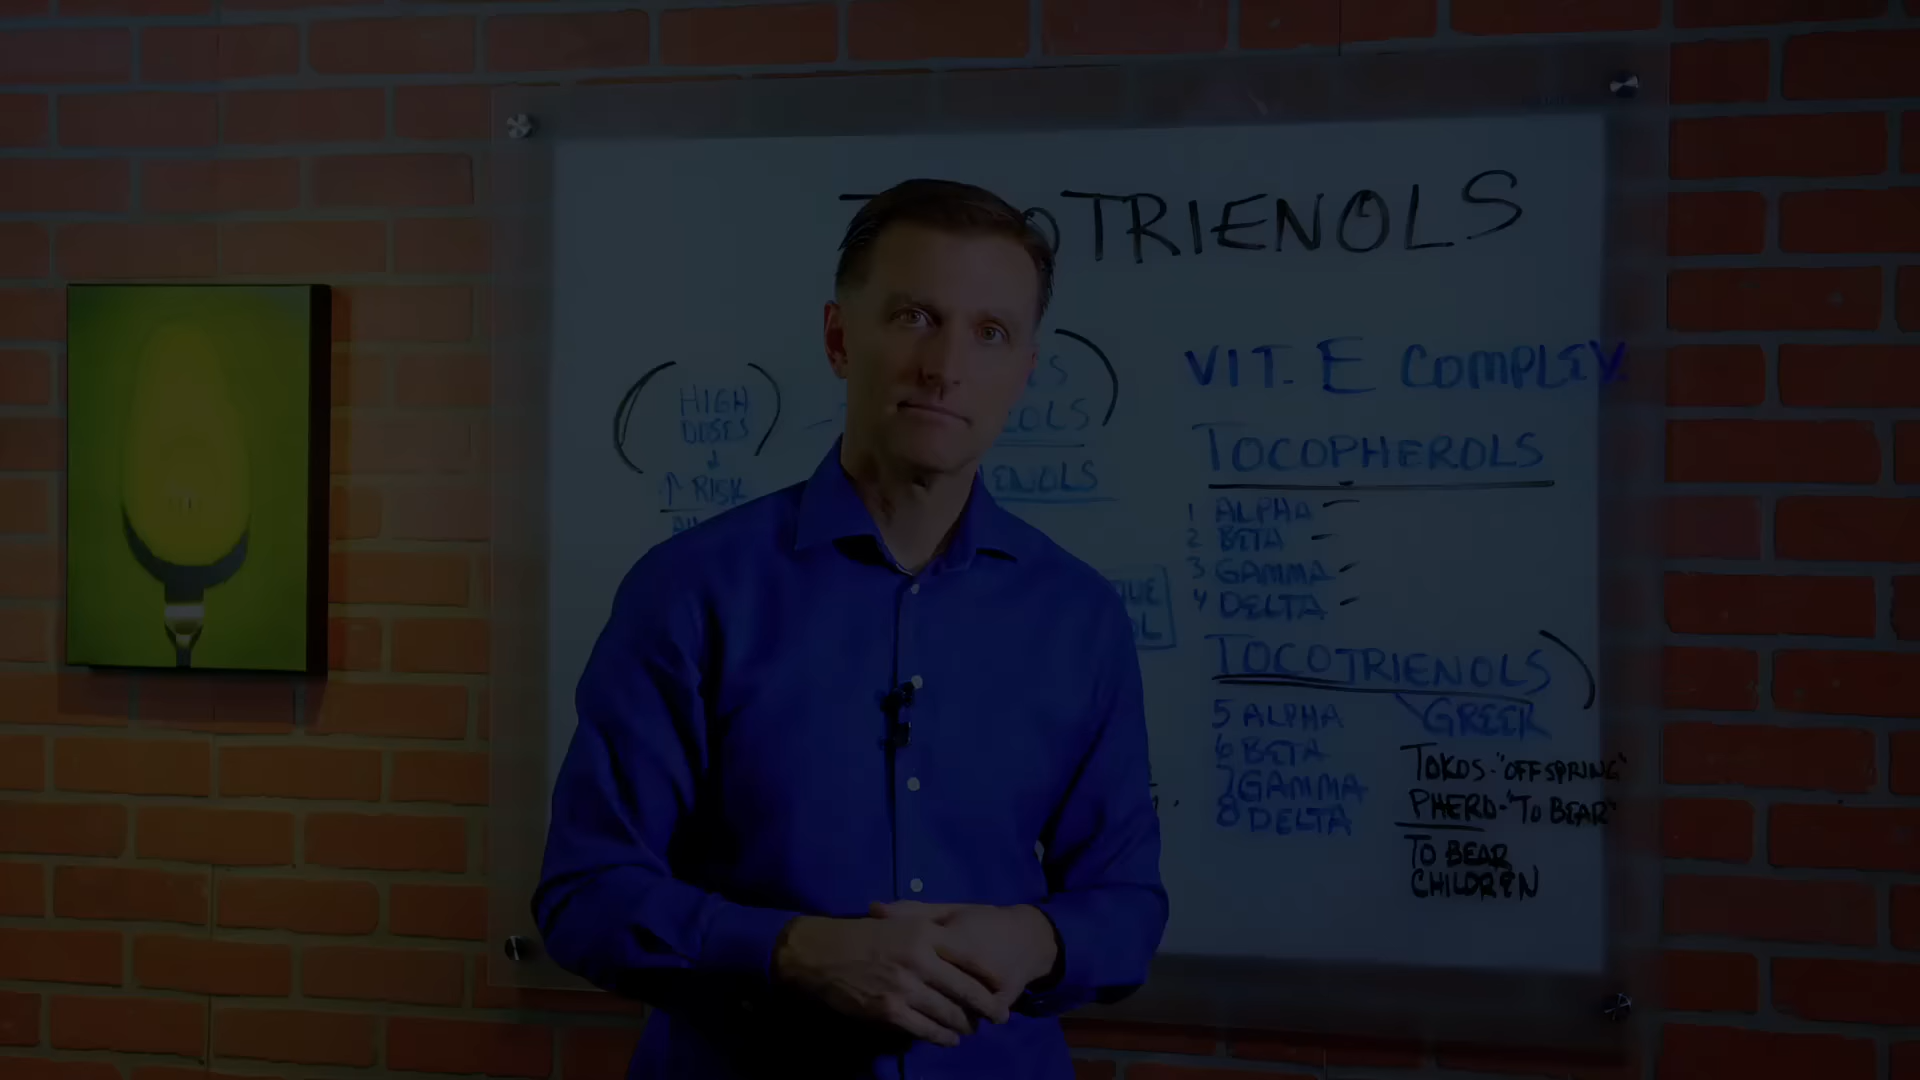 OTRIENOLS
HIGH
DOSES
↑ RISK
COLS
ENOLS
VIT. E COMPLEX
TOCOPHEROLS
1 ALPHA
2 BETA
3 GAMMA
4 DELTA
TOCOTRIENOLS
GREEK
5 ALPHA
6 BETA
7 GAMMA
8 DELTA
TOKOS-"OFFSPRING"
PHERO-"TO BEAR"
TO BEAR
CHILDREN